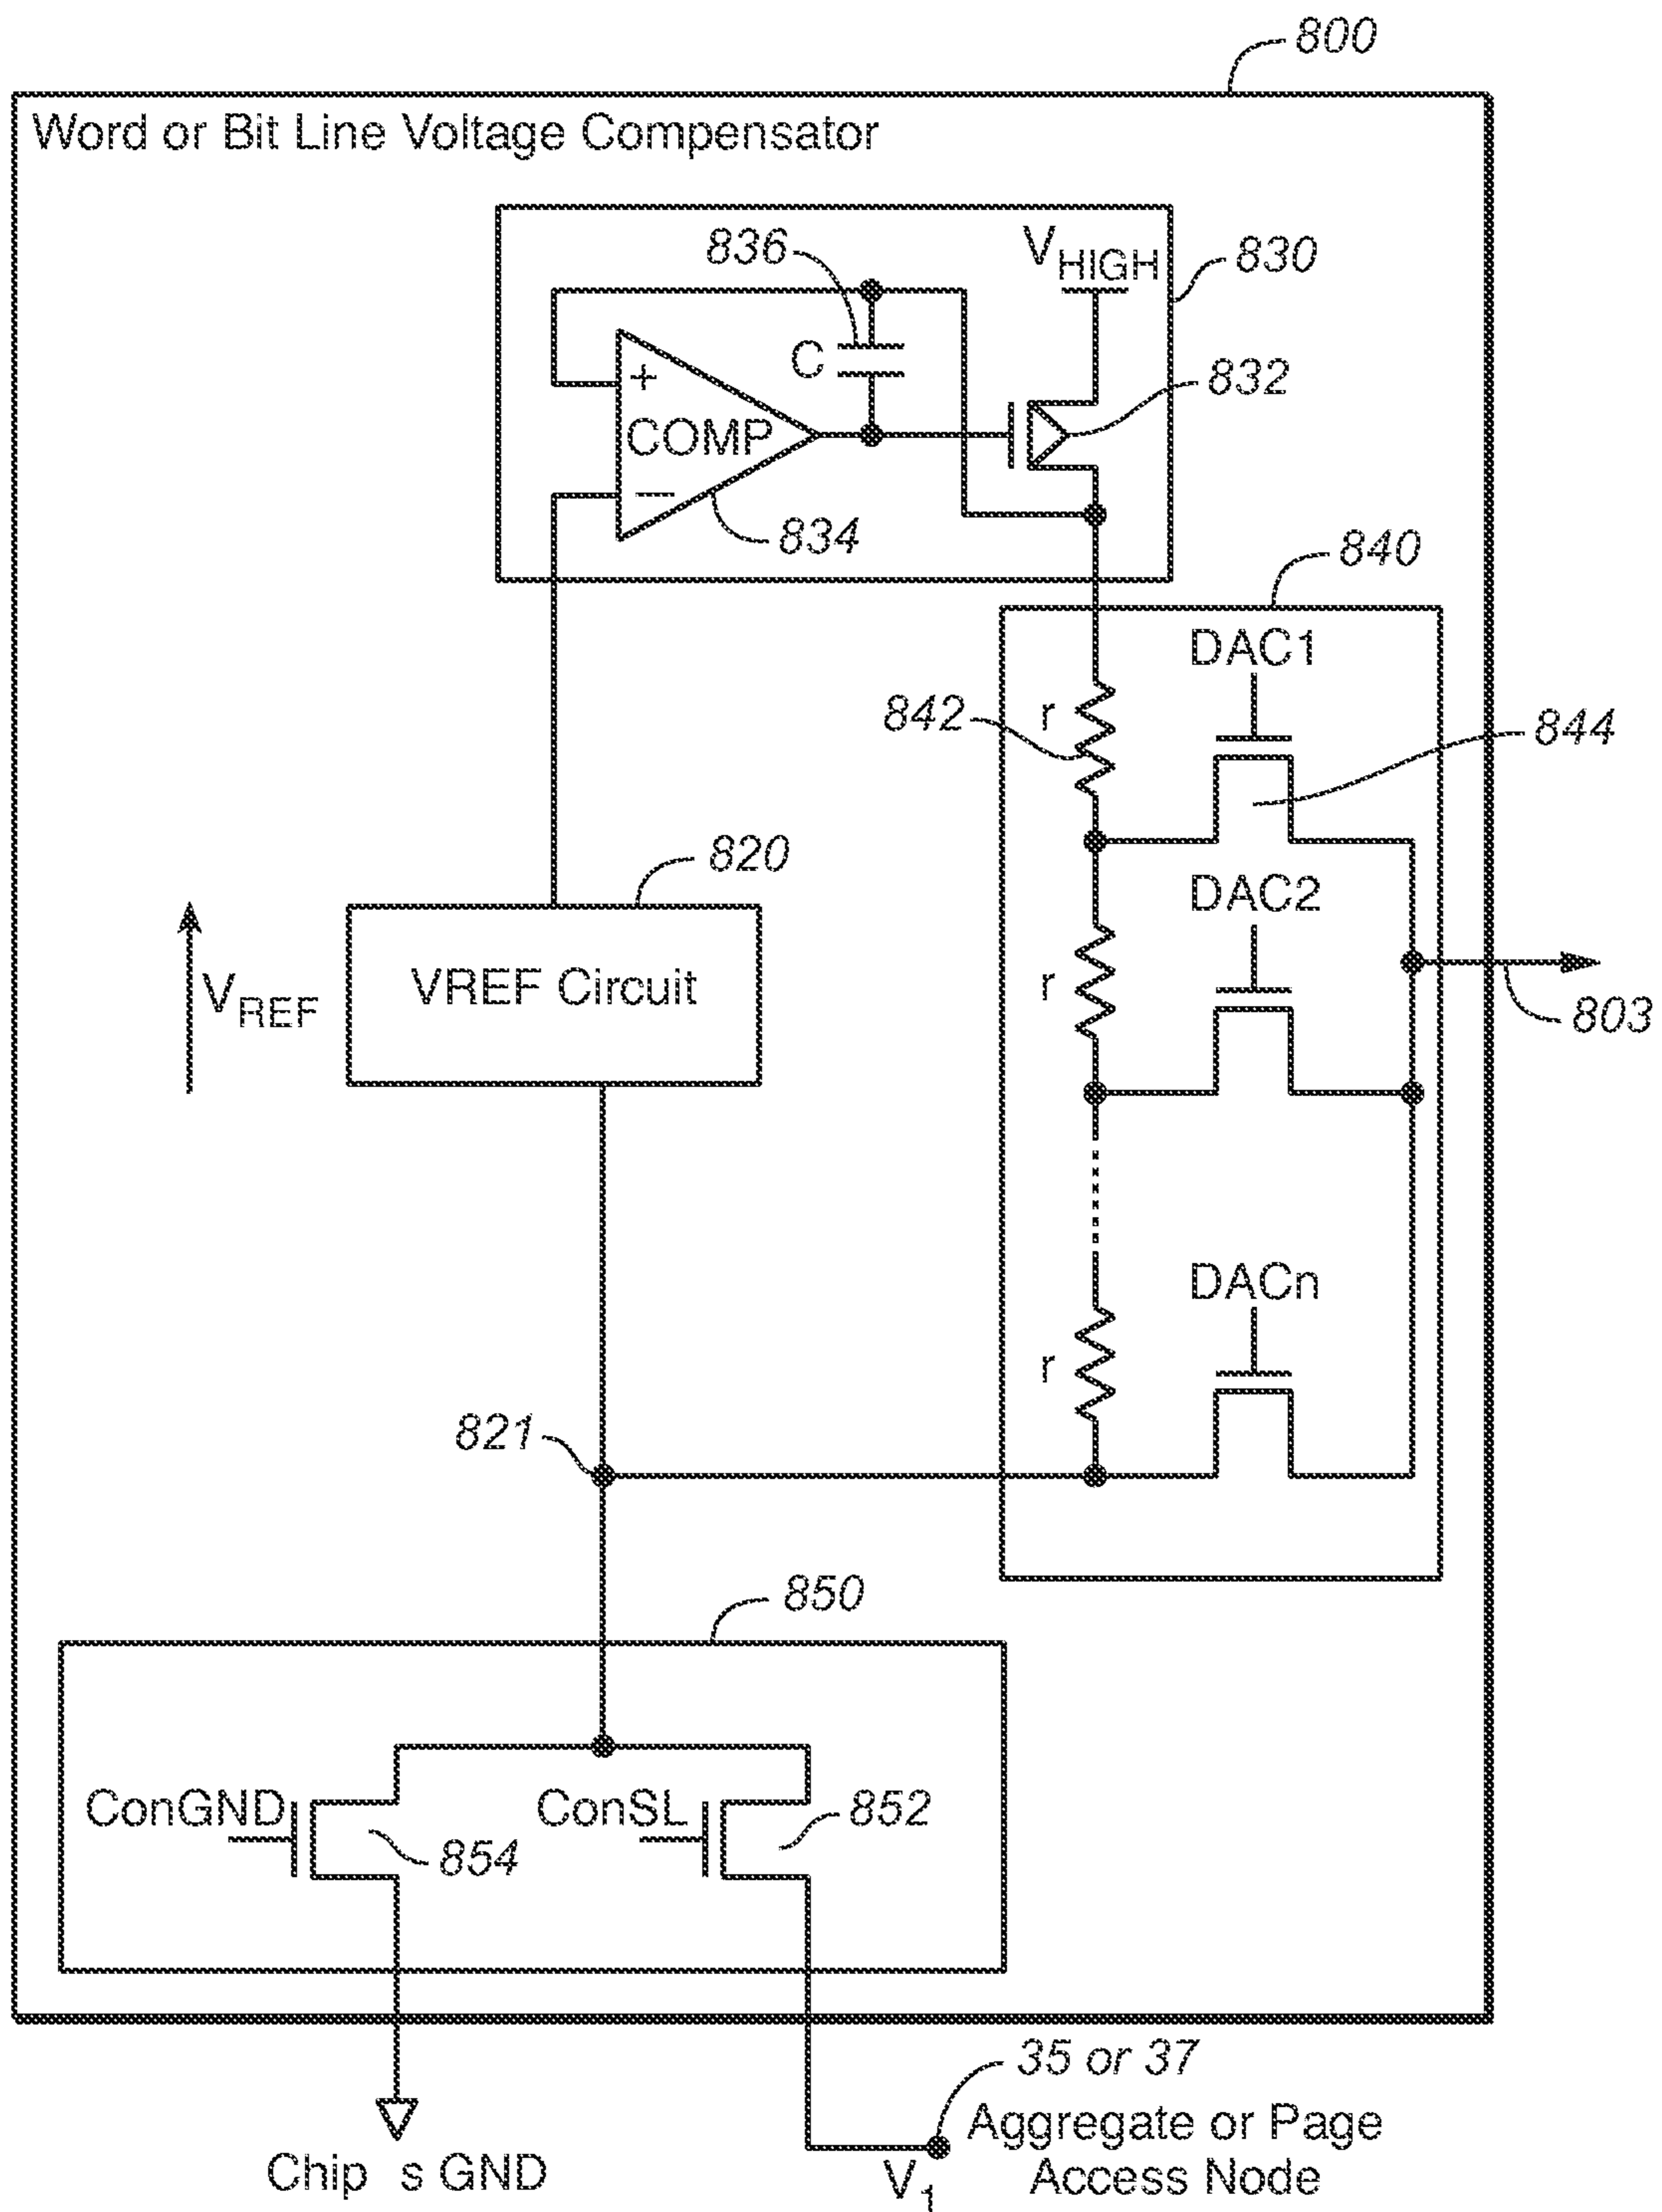 800
Word or Bit Line Voltage Compensator
836
VHIGH
830
C
832
+
COMP
−
834
840
DAC1
842
r
844
820
DAC2
VREF Circuit
VREF
r
803
DACn
r
821
850
ConGND
ConSL
852
854
35 or 37
Aggregate or Page
Access Node
Chip s GND
V1